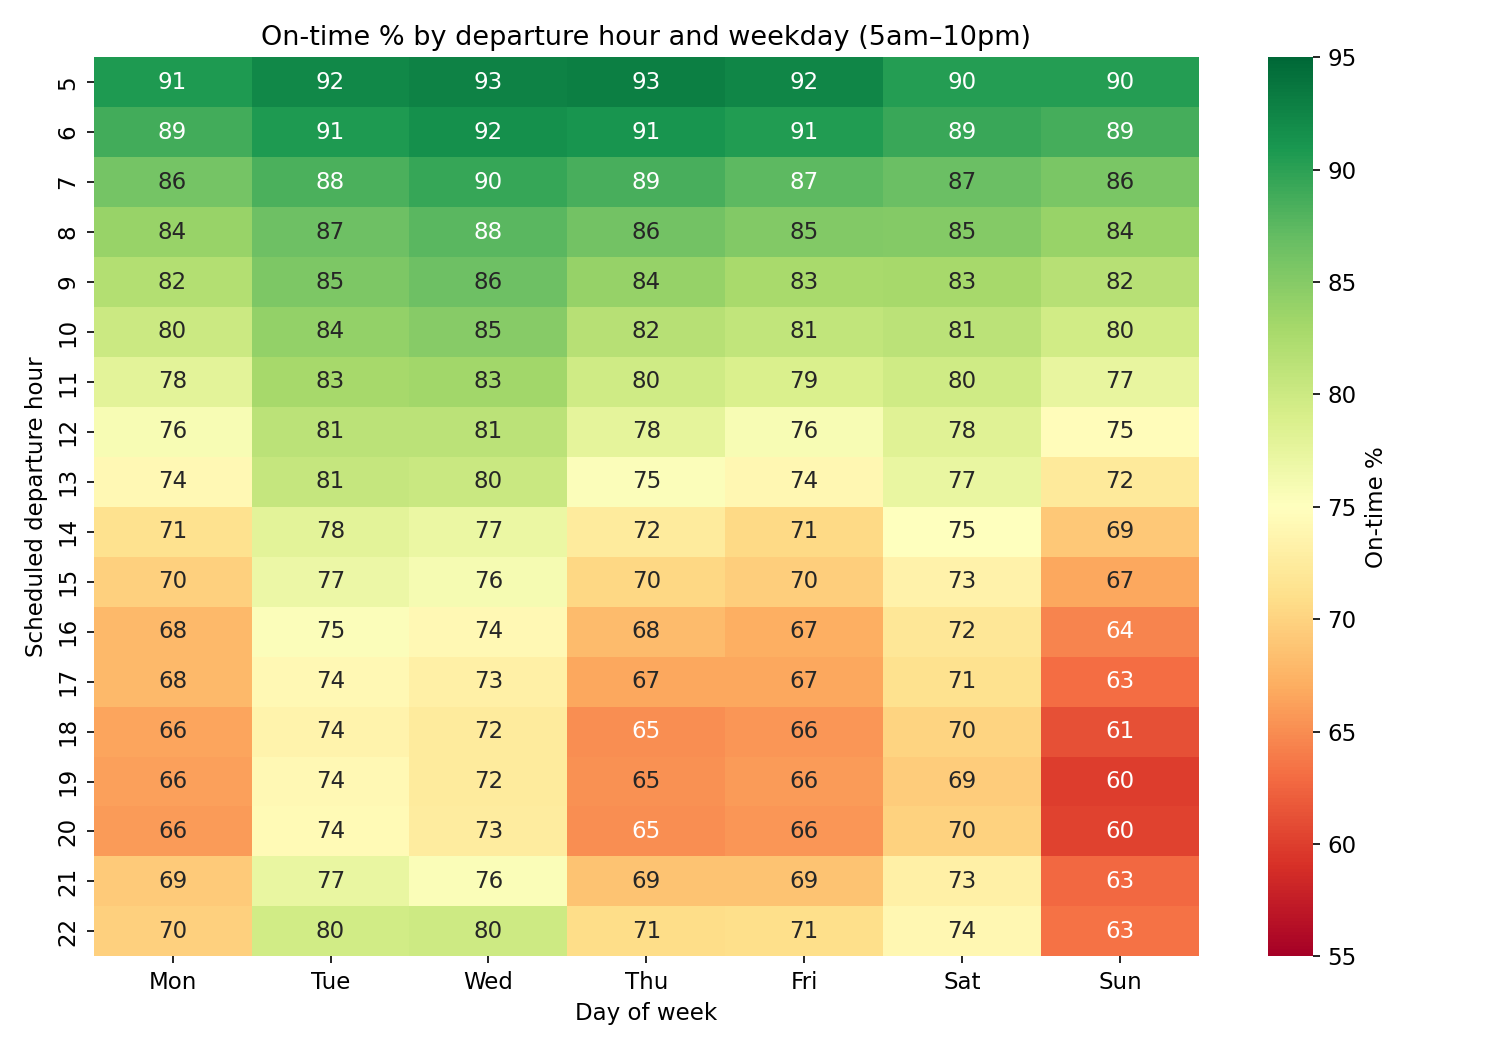 On-time % by departure hour and weekday (5am–10pm)
5 91 92 93 93 92 90 90
6 89 91 92 91 91 89 89
7 86 88 90 89 87 87 86
8 84 87 88 86 85 85 84
9 82 85 86 84 83 83 82
10 80 84 85 82 81 81 80
11 78 83 83 80 79 80 77
12 76 81 81 78 76 78 75
13 74 81 80 75 74 77 72
14 71 78 77 72 71 75 69
15 70 77 76 70 70 73 67
16 68 75 74 68 67 72 64
17 68 74 73 67 67 71 63
18 66 74 72 65 66 70 61
19 66 74 72 65 66 69 60
20 66 74 73 65 66 70 60
21 69 77 76 69 69 73 63
22 70 80 80 71 71 74 63
Mon Tue Wed Thu Fri Sat Sun
Day of week
Scheduled departure hour
95
90
85
80
75
70
65
60
55
On-time %